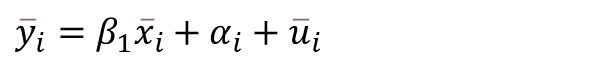 ȳᵢ = β₁x̄ᵢ + αᵢ + ūᵢ